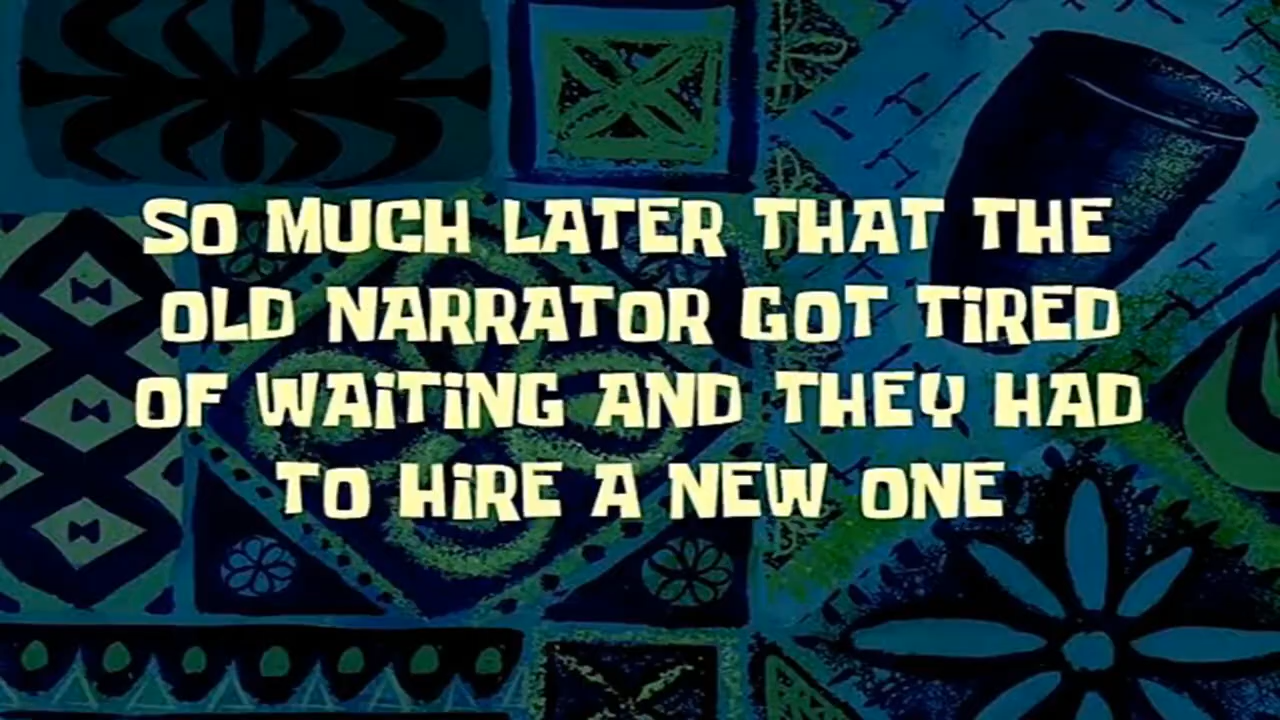 SO MUCH LATER THAT THE
OLD NARRATOR GOT TiRED
OF WAiTiNG AND THEY HAD
TO HiRE A NEW ONE